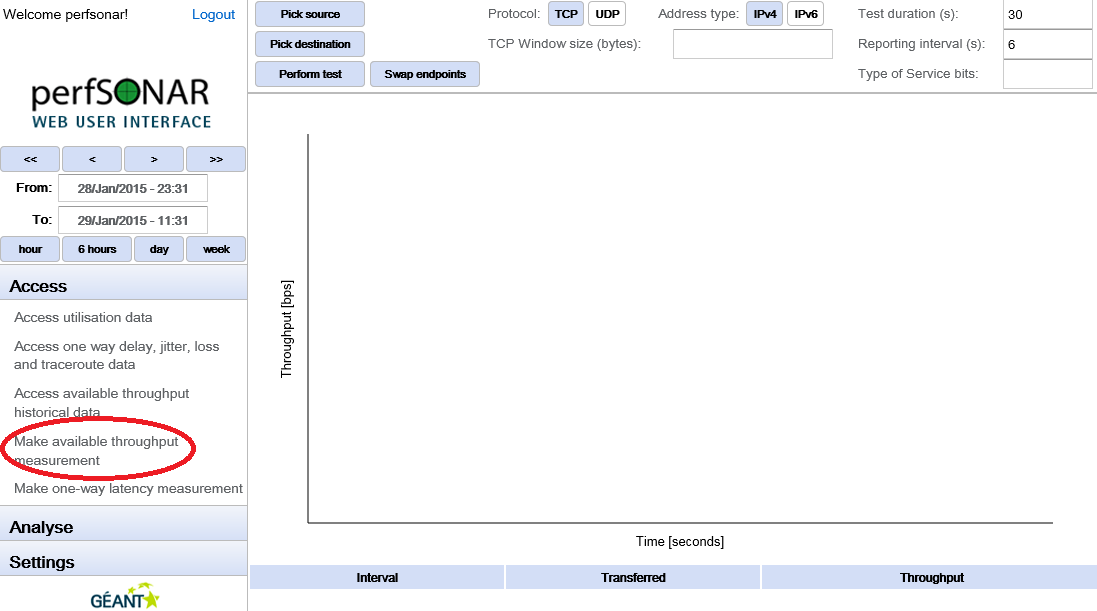 Welcome perfsonar!
Logout
perfSONAR
WEB USER INTERFACE
<< < > >>
From: 28/Jan/2015 - 23:31
To: 29/Jan/2015 - 11:31
hour 6 hours day week
Access
Access utilisation data
Access one way delay, jitter, loss
and traceroute data
Access available throughput
historical data
Make available throughput
measurement
Make one-way latency measurement
Analyse
Settings
GÉANT
Pick source
Pick destination
Perform test Swap endpoints
Protocol: TCP UDP
TCP Window size (bytes):
Address type: IPv4 IPv6
Test duration (s): 30
Reporting interval (s): 6
Type of Service bits:
Throughput [bps]
Time [seconds]
Interval Transferred Throughput